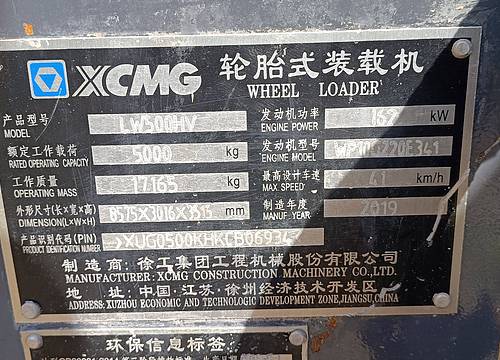 XCMG 轮胎式装载机
WHEEL LOADER
产品型号 LW500HV 发动机功率 162 kW
MODEL ENGINE POWER
额定工作载荷 5000 kg 发动机型号
RATED OPERATING CAPACITY ENGINE MODEL
工作质量 17165 kg 最高设计车速 41 km/h
OPERATING MASS MAX SPEED
外形尺寸(长×宽×高) 8575×3016×3515 mm 制造年度 2019
DIMENSION(L×W×H) MANUF.YEAR
产品识别代码(PIN)
PRODUCT IDENTIFICATION NUMBER
制造商:徐工集团工程机械股份有限公司
MANUFACTURER:XCMG CONSTRUCTION MACHINERY CO.,LTD.
地址:中国·江苏·徐州经济技术开发区
ADDRESS:XUZHOU ECONOMIC AND TECHNOLOGIC DEVELOPMENT ZONE,JIANGSU,CHINA
环保信息标签